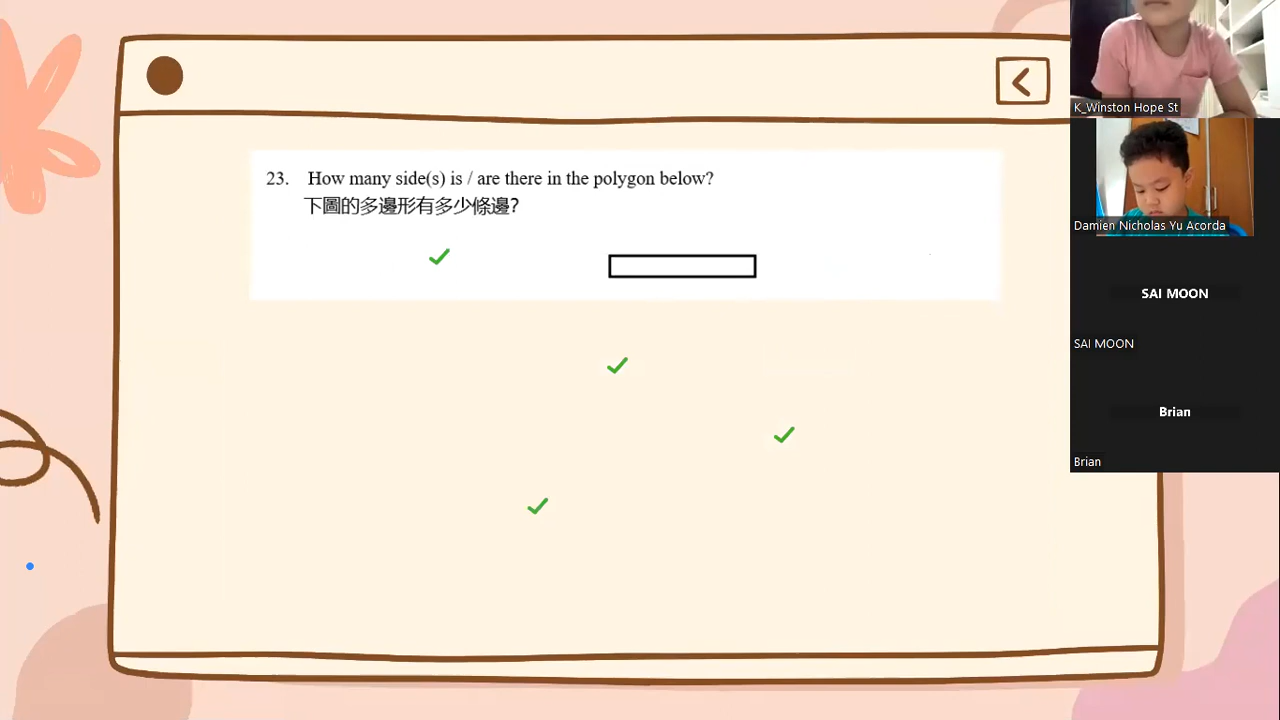 23. How many side(s) is / are there in the polygon below?
下圖的多邊形有多少條邊?
K_Winston Hope St
Damien Nicholas Yu Acorda
SAI MOON
SAI MOON
Brian
Brian